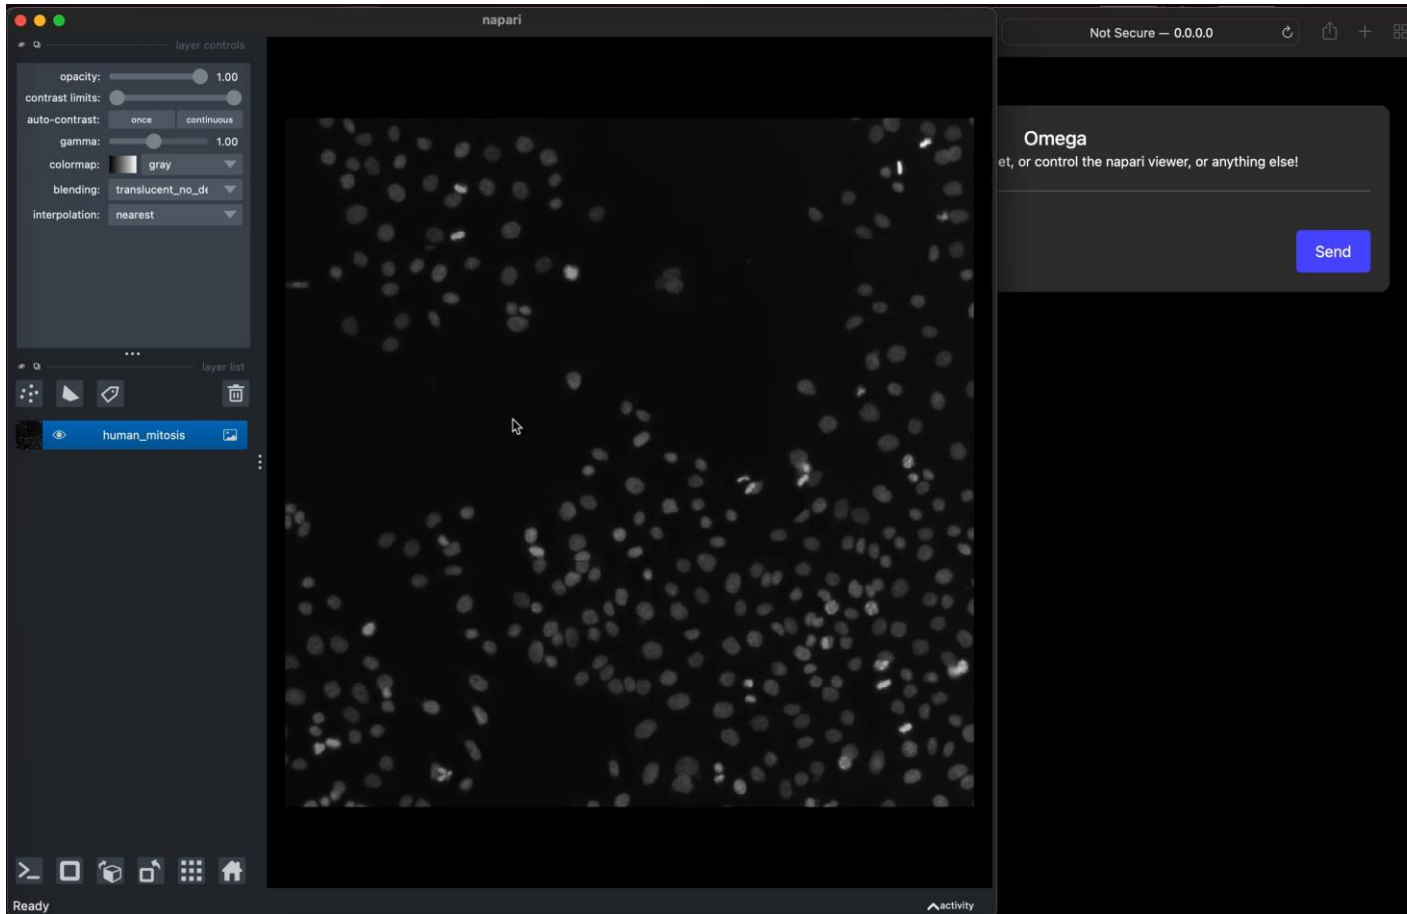 napari
layer controls
opacity: 1.00
contrast limits:
auto-contrast: once continuous
gamma: 1.00
colormap: gray
blending: translucent_no_de
interpolation: nearest
layer list
human_mitosis
Ready
activity
Not Secure — 0.0.0.0
Omega
et, or control the napari viewer, or anything else!
Send